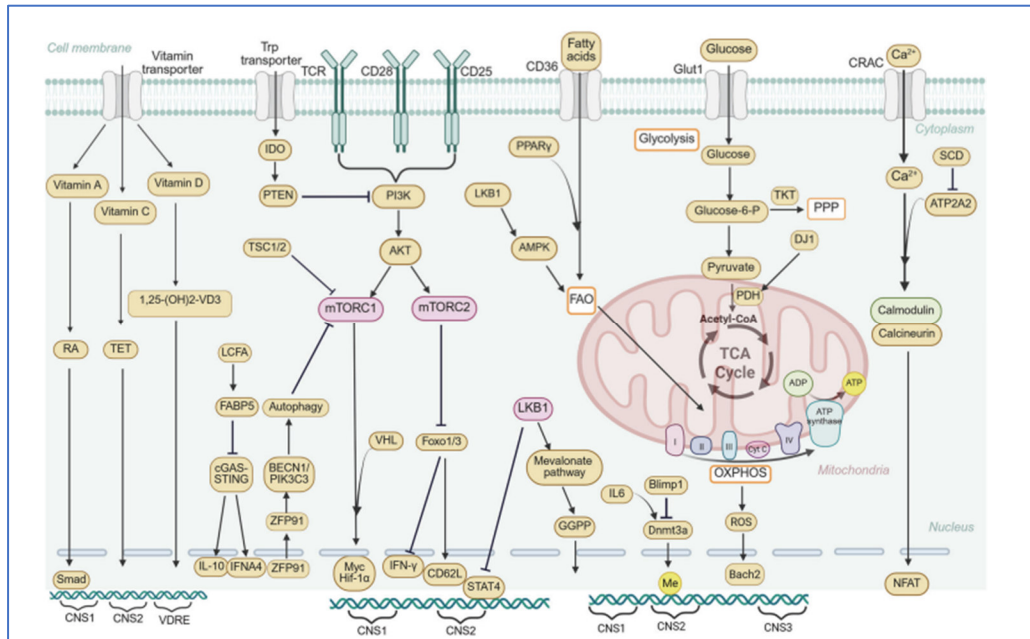 Cell membrane
Vitamin
transporter
Trp
transporter
TCR
CD28
CD25
CD36
Fatty
acids
Glut1
Glucose
CRAC
Ca²⁺
Cytoplasm
IDO
PTEN
PI3K
Vitamin A
Vitamin C
Vitamin D
PPARγ
LKB1
AMPK
Glycolysis
Glucose
Glucose-6-P
TKT
PPP
DJ1
Ca²⁺
SCD
ATP2A2
TSC1/2
AKT
mTORC1
mTORC2
1,25-(OH)2-VD3
FAO
Pyruvate
PDH
Acetyl-CoA
TCA
Cycle
Calmodulin
Calcineurin
RA
TET
LCFA
FABP5
Autophagy
cGAS-
STING
BECN1/
PIK3C3
ZFP91
VHL
Foxo1/3
LKB1
Mevalonate
pathway
GGPP
ADP
ATP
ATP
synthase
I
II
III
Cyt C
IV
Mitochondria
OXPHOS
IL6
Blimp1
Dnmt3a
ROS
Nucleus
Smad
IL-10
IFNA4
ZFP91
Myc
Hif-1α
IFN-γ
CD62L
STAT4
Me
Bach2
NFAT
CNS1
CNS2
VDRE
CNS1
CNS2
CNS1
CNS2
CNS3